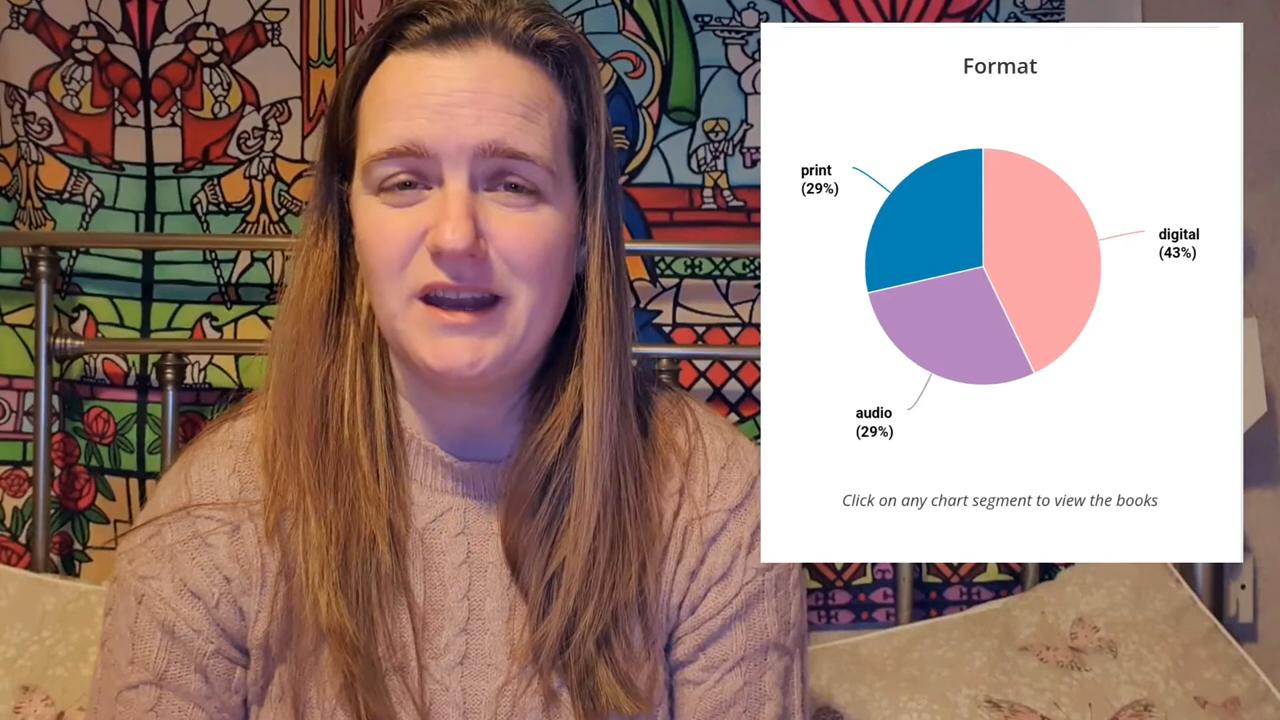 Format
print
(29%)
digital
(43%)
audio
(29%)
Click on any chart segment to view the books